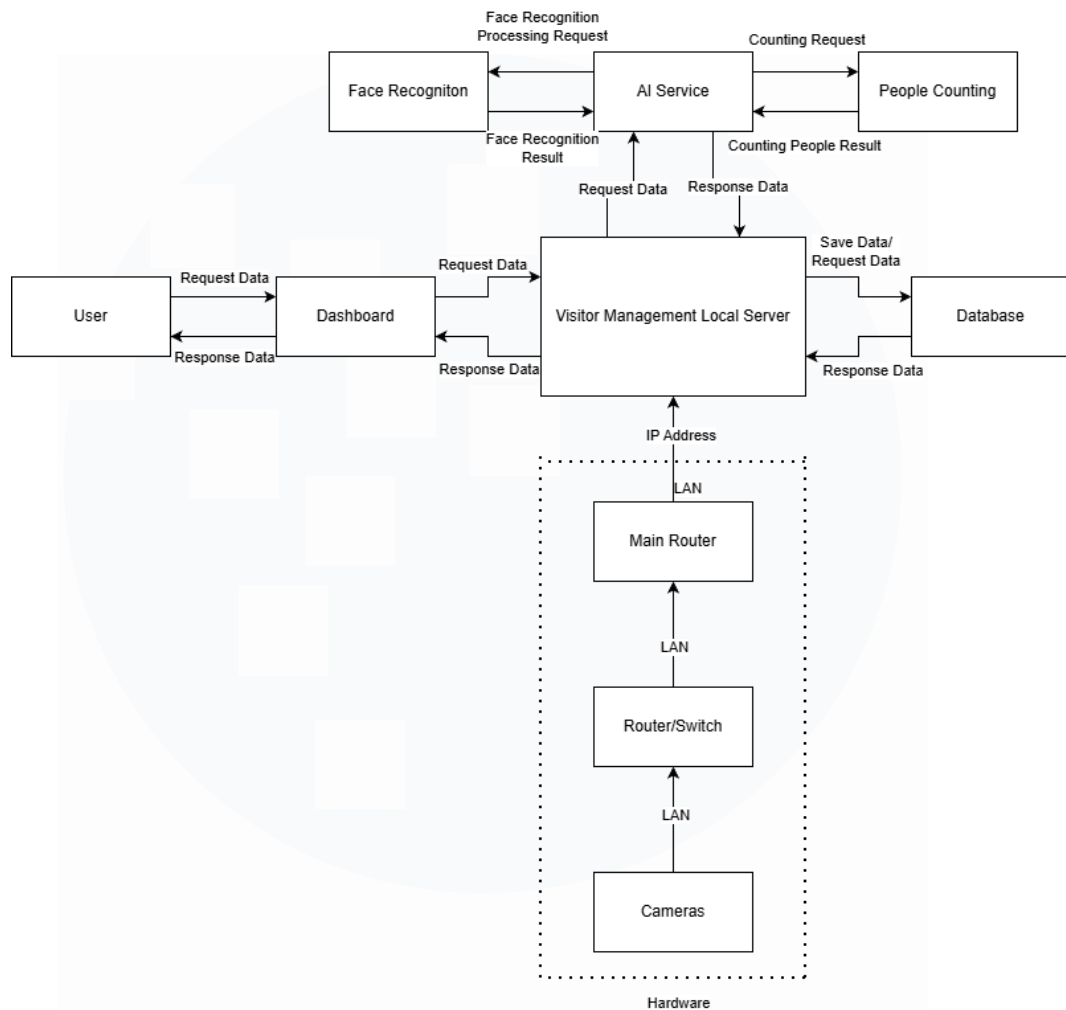 Face Recognition
Processing Request
Counting Request
Face Recogniton
AI Service
People Counting
Face Recognition
Result
Counting People Result
Request Data
Response Data
Save Data/
Request Data
Request Data
Request Data
User
Dashboard
Visitor Management Local Server
Database
Response Data
Response Data
Response Data
IP Address
LAN
Main Router
LAN
Router/Switch
LAN
Cameras
Hardware